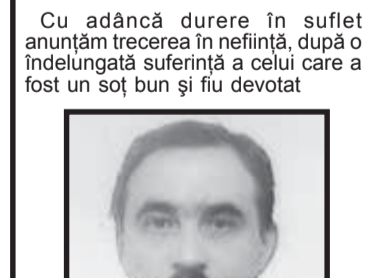 Cu adâncă durere în suflet
anunțăm trecerea în neființă, după o
îndelungată suferință a celui care a
fost un soț bun şi fiu devotat